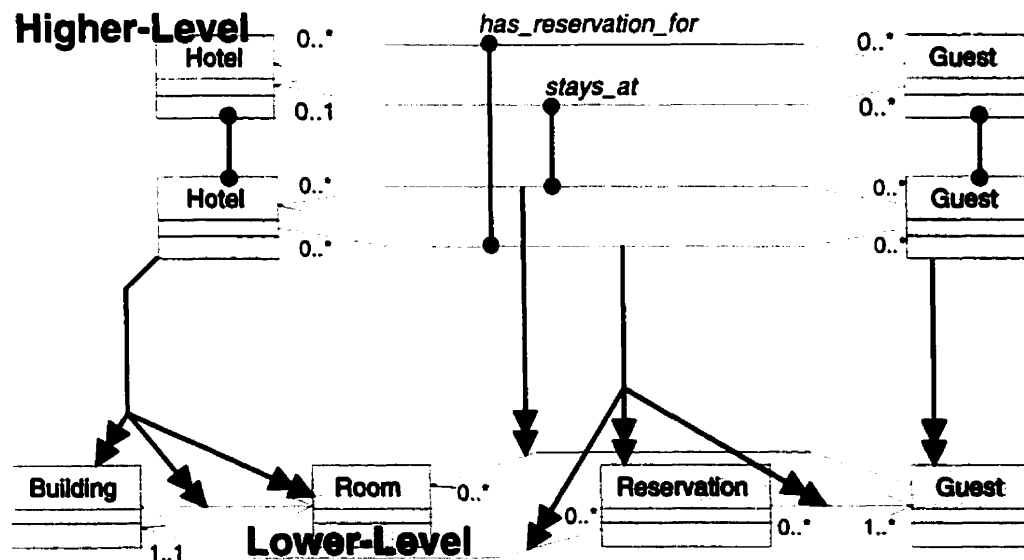 Higher-Level
has_reservation_for
0..*
0..*
Hotel
Guest
stays_at
0..1
0..*
0..*
0..*
Hotel
Guest
0..*
0..*
Building
Room
0..*
Reservation
Guest
0..*
0..*
1..*
Lower-Level
1..1